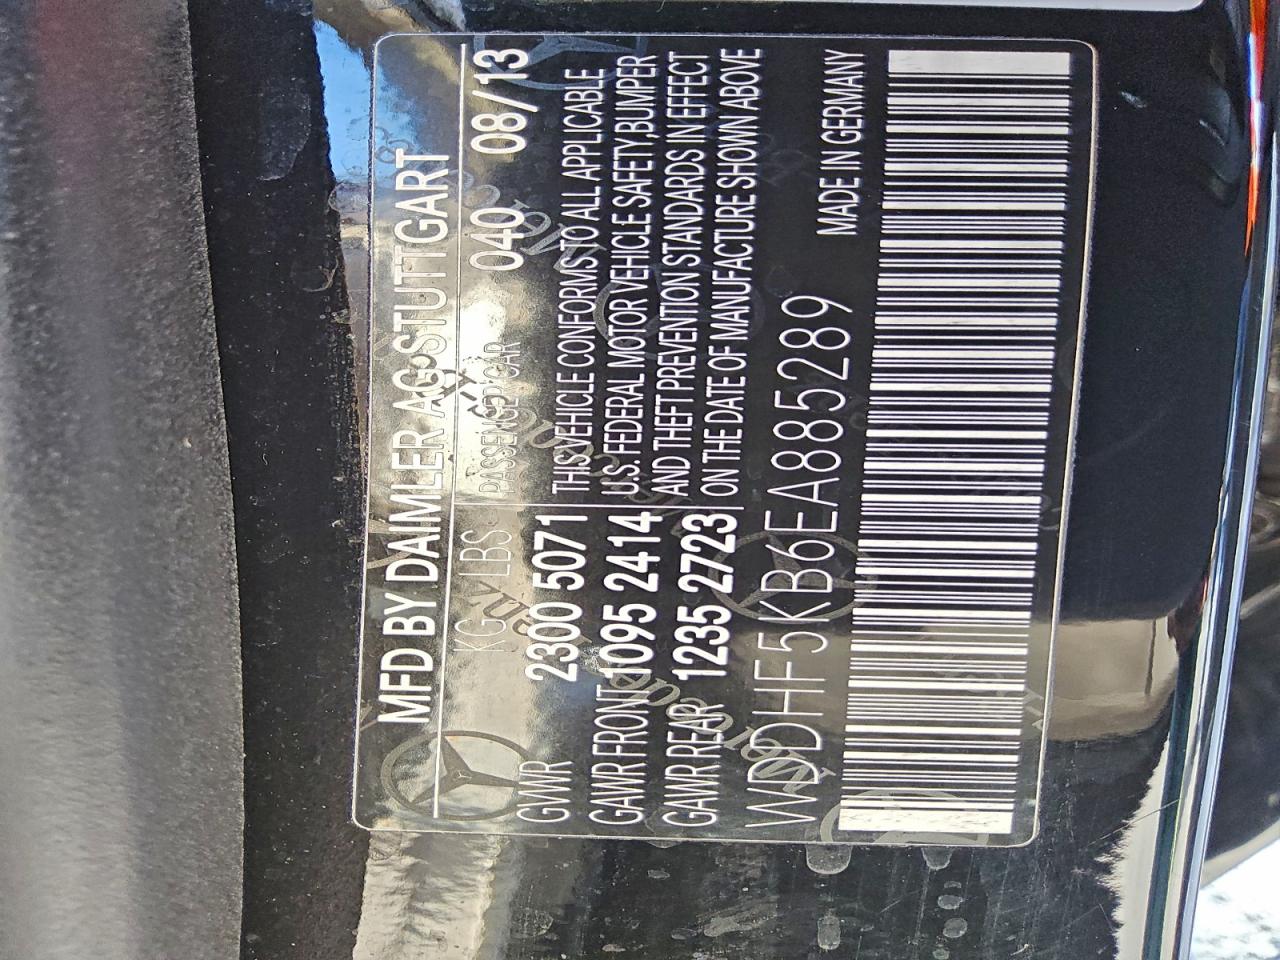 MFD BY DAIMLER AG STUTTGART
KG LBS PASSENGER CAR 040 08/13
GVWR 2300 5071
GAWR FRONT 1095 2414
GAWR REAR 1235 2723
THIS VEHICLE CONFORMS TO ALL APPLICABLE
U.S. FEDERAL MOTOR VEHICLE SAFETY,BUMPER
AND THEFT PREVENTION STANDARDS IN EFFECT
ON THE DATE OF MANUFACTURE SHOWN ABOVE
WDDHF5KB6EA885289
MADE IN GERMANY